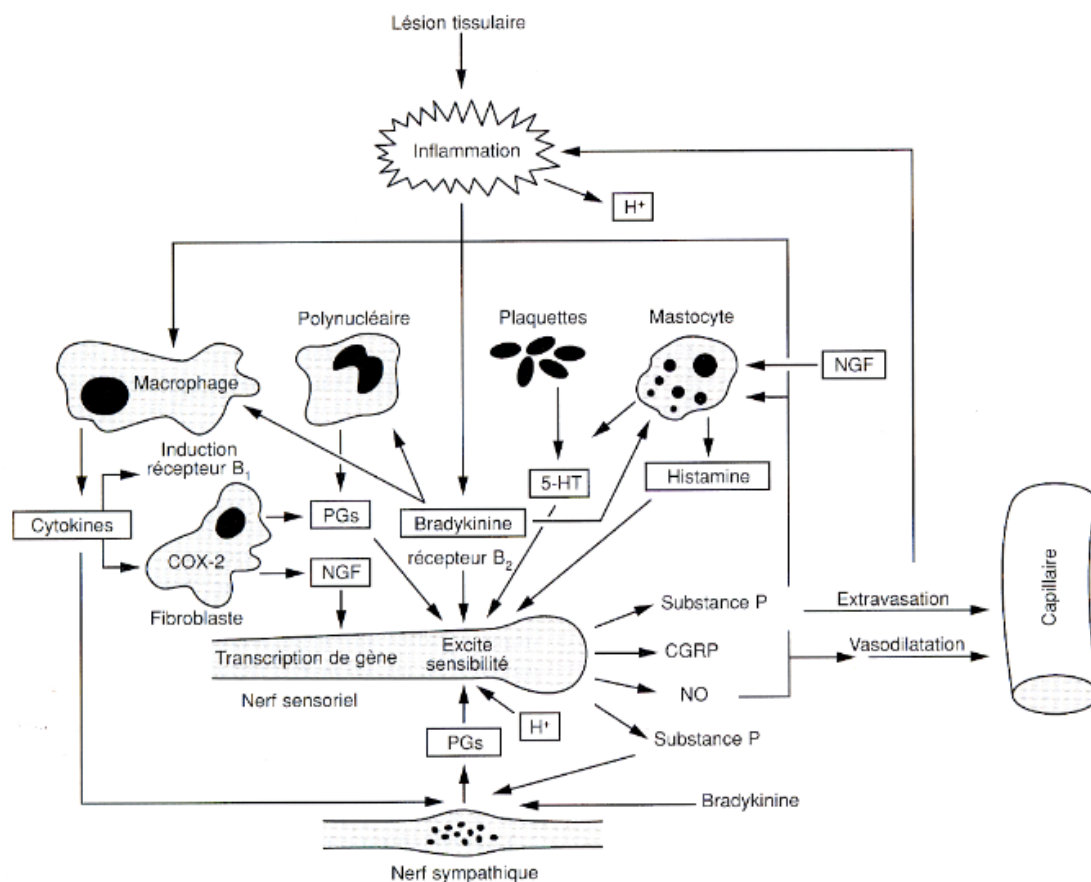 Lésion tissulaire
Inflammation
H⁺
Polynucléaire
Plaquettes
Mastocyte
NGF
Macrophage
Induction
récepteur B₁
5-HT
Histamine
Cytokines
PGs
Bradykinine
COX-2
récepteur B₂
NGF
Fibroblaste
Substance P
Extravasation
Capillaire
Transcription de gène
Excite
sensibilité
CGRP
Vasodilatation
Nerf sensoriel
NO
H⁺
PGs
Substance P
Bradykinine
Nerf sympathique